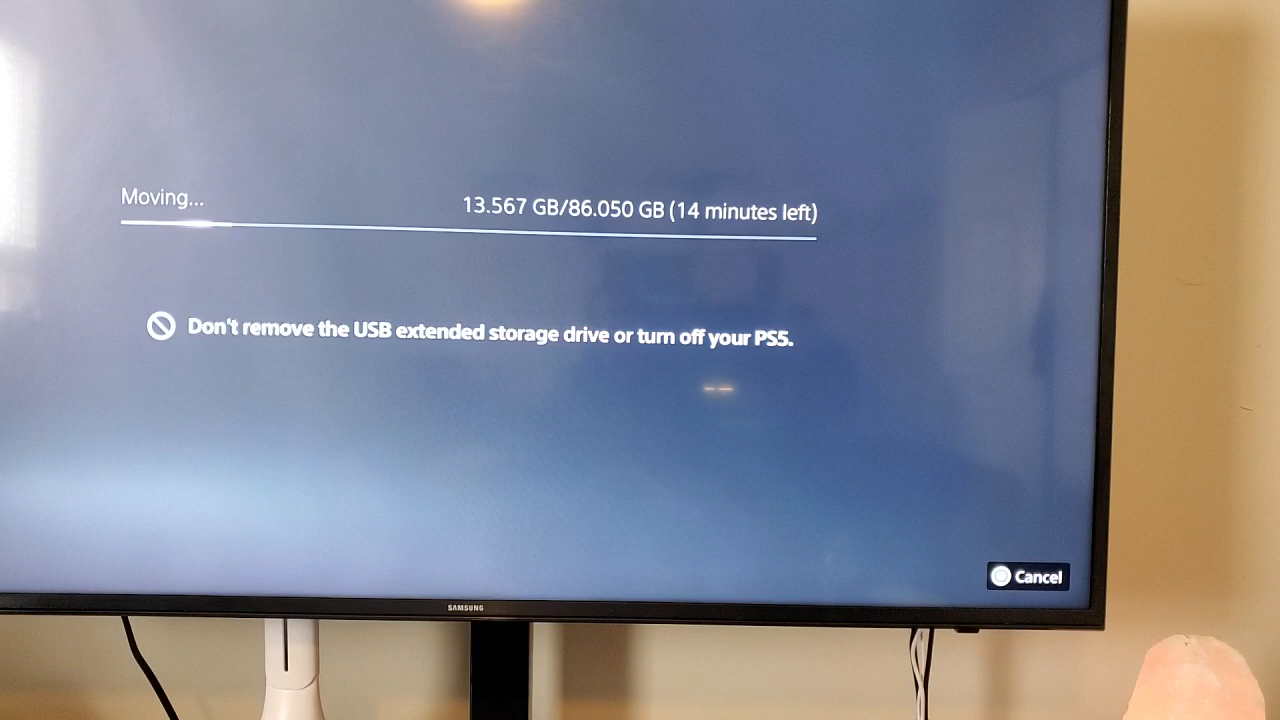 Moving...
13.567 GB/86.050 GB (14 minutes left)
Don't remove the USB extended storage drive or turn off your PS5.
Cancel
SAMSUNG